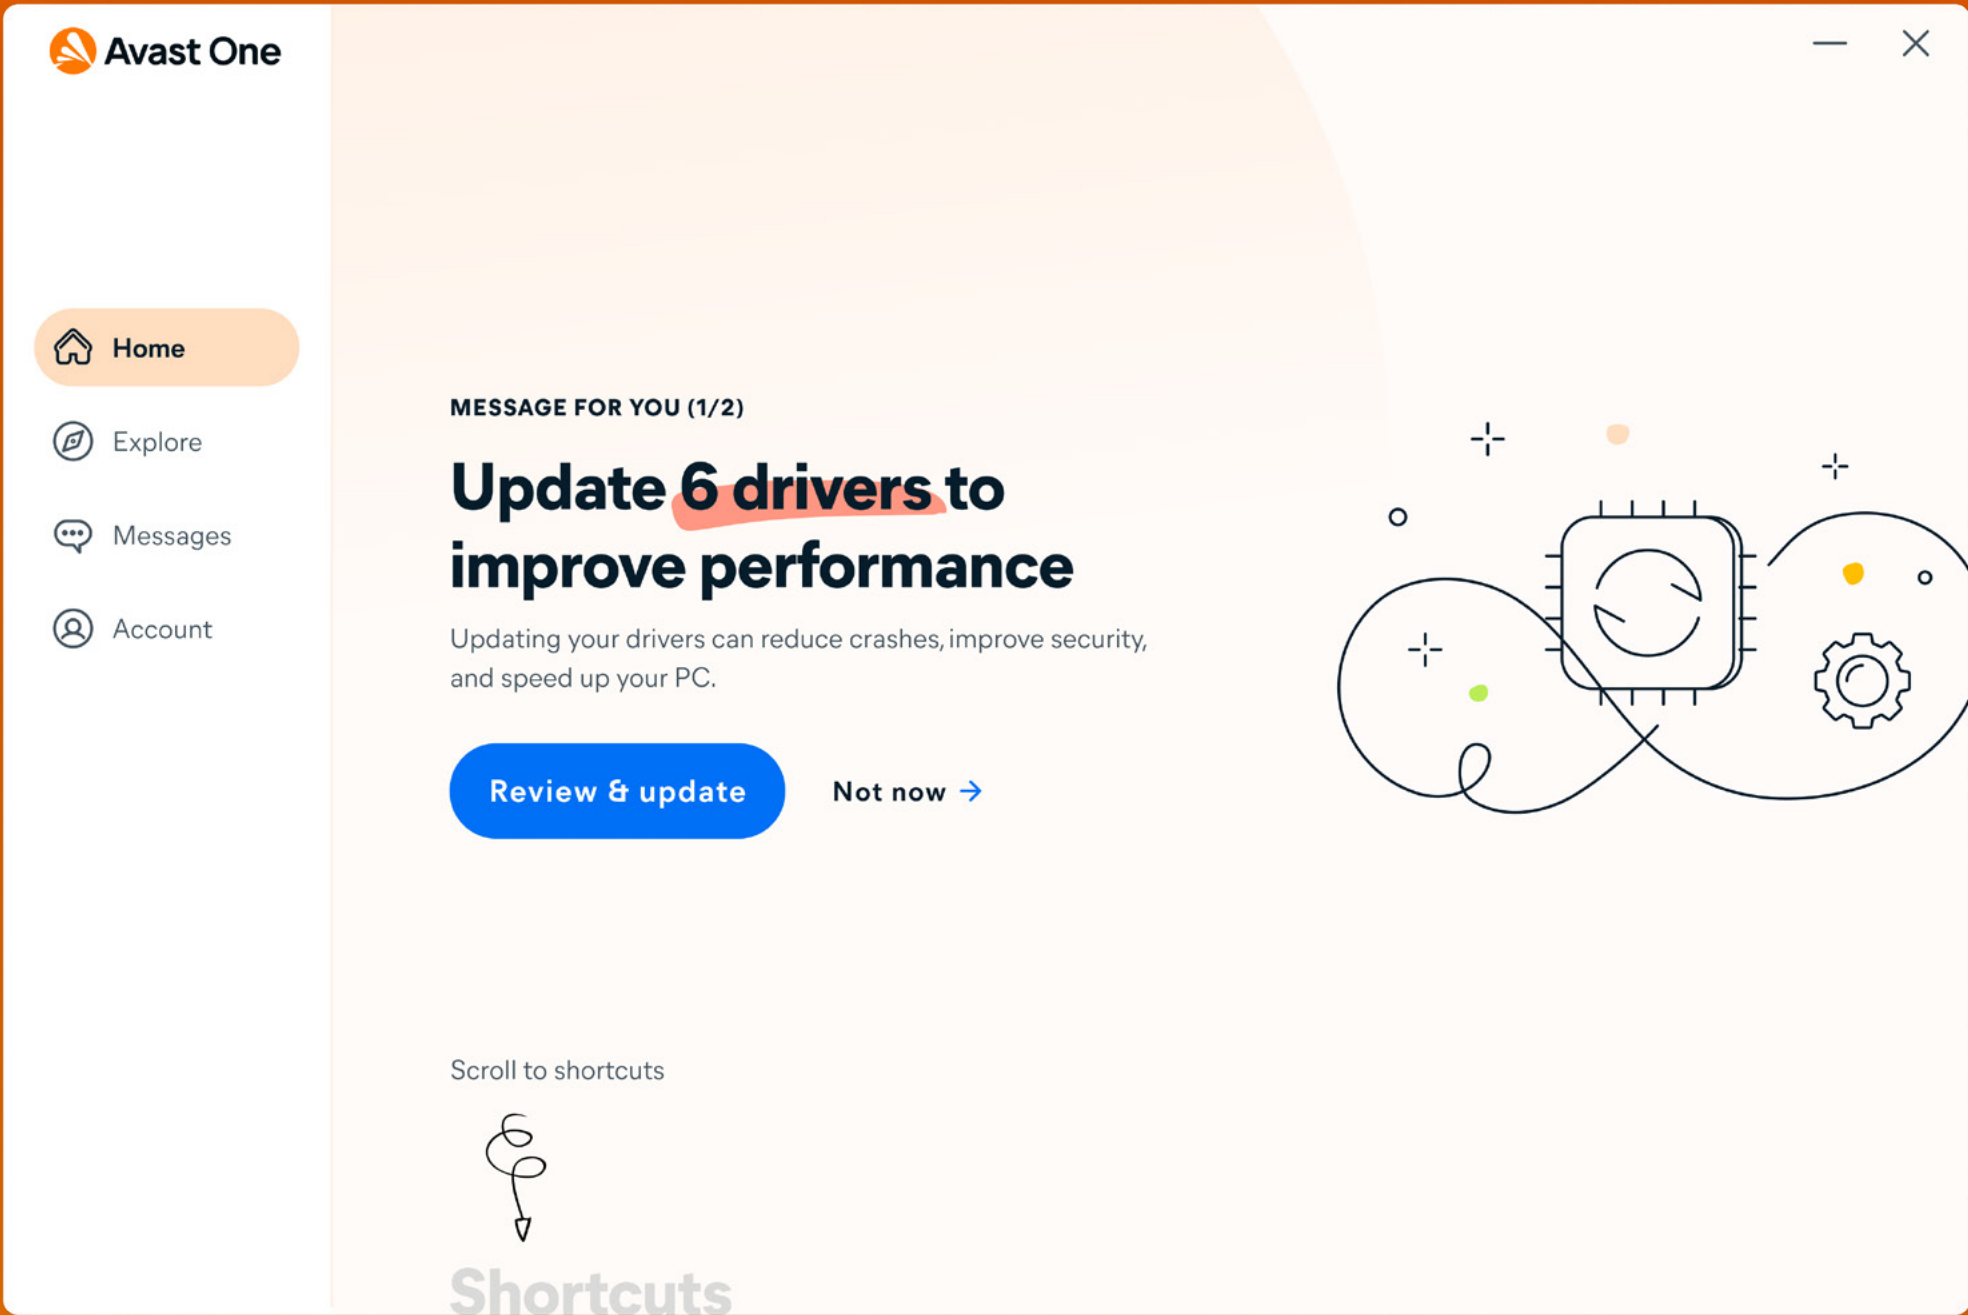 Avast One
Home
Explore
Messages
Account
MESSAGE FOR YOU (1/2)
Update 6 drivers to
improve performance
Updating your drivers can reduce crashes, improve security,
and speed up your PC.
Review & update
Not now
Scroll to shortcuts
Shortcuts